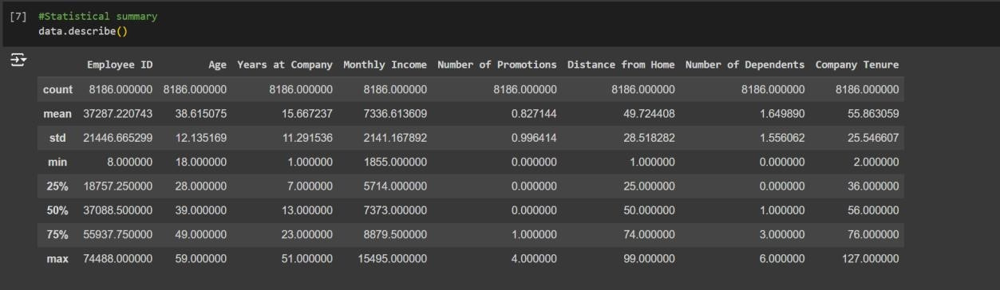 [7] #Statistical summary
data.describe()
Employee ID Age Years at Company Monthly Income Number of Promotions Distance from Home Number of Dependents Company Tenure
count 8186.000000 8186.000000 8186.000000 8186.000000 8186.000000 8186.000000 8186.000000 8186.000000
mean 37287.220743 38.615075 15.667237 7336.613609 0.827144 49.724408 1.649890 55.863059
std 21446.665299 12.135169 11.291536 2141.167892 0.996414 28.518282 1.556062 25.546607
min 8.000000 18.000000 1.000000 1855.000000 0.000000 1.000000 0.000000 2.000000
25% 18757.250000 28.000000 7.000000 5714.000000 0.000000 25.000000 0.000000 36.000000
50% 37088.500000 39.000000 13.000000 7373.000000 0.000000 50.000000 1.000000 56.000000
75% 55937.750000 49.000000 23.000000 8879.500000 1.000000 74.000000 3.000000 76.000000
max 74488.000000 59.000000 51.000000 15495.000000 4.000000 99.000000 6.000000 127.000000